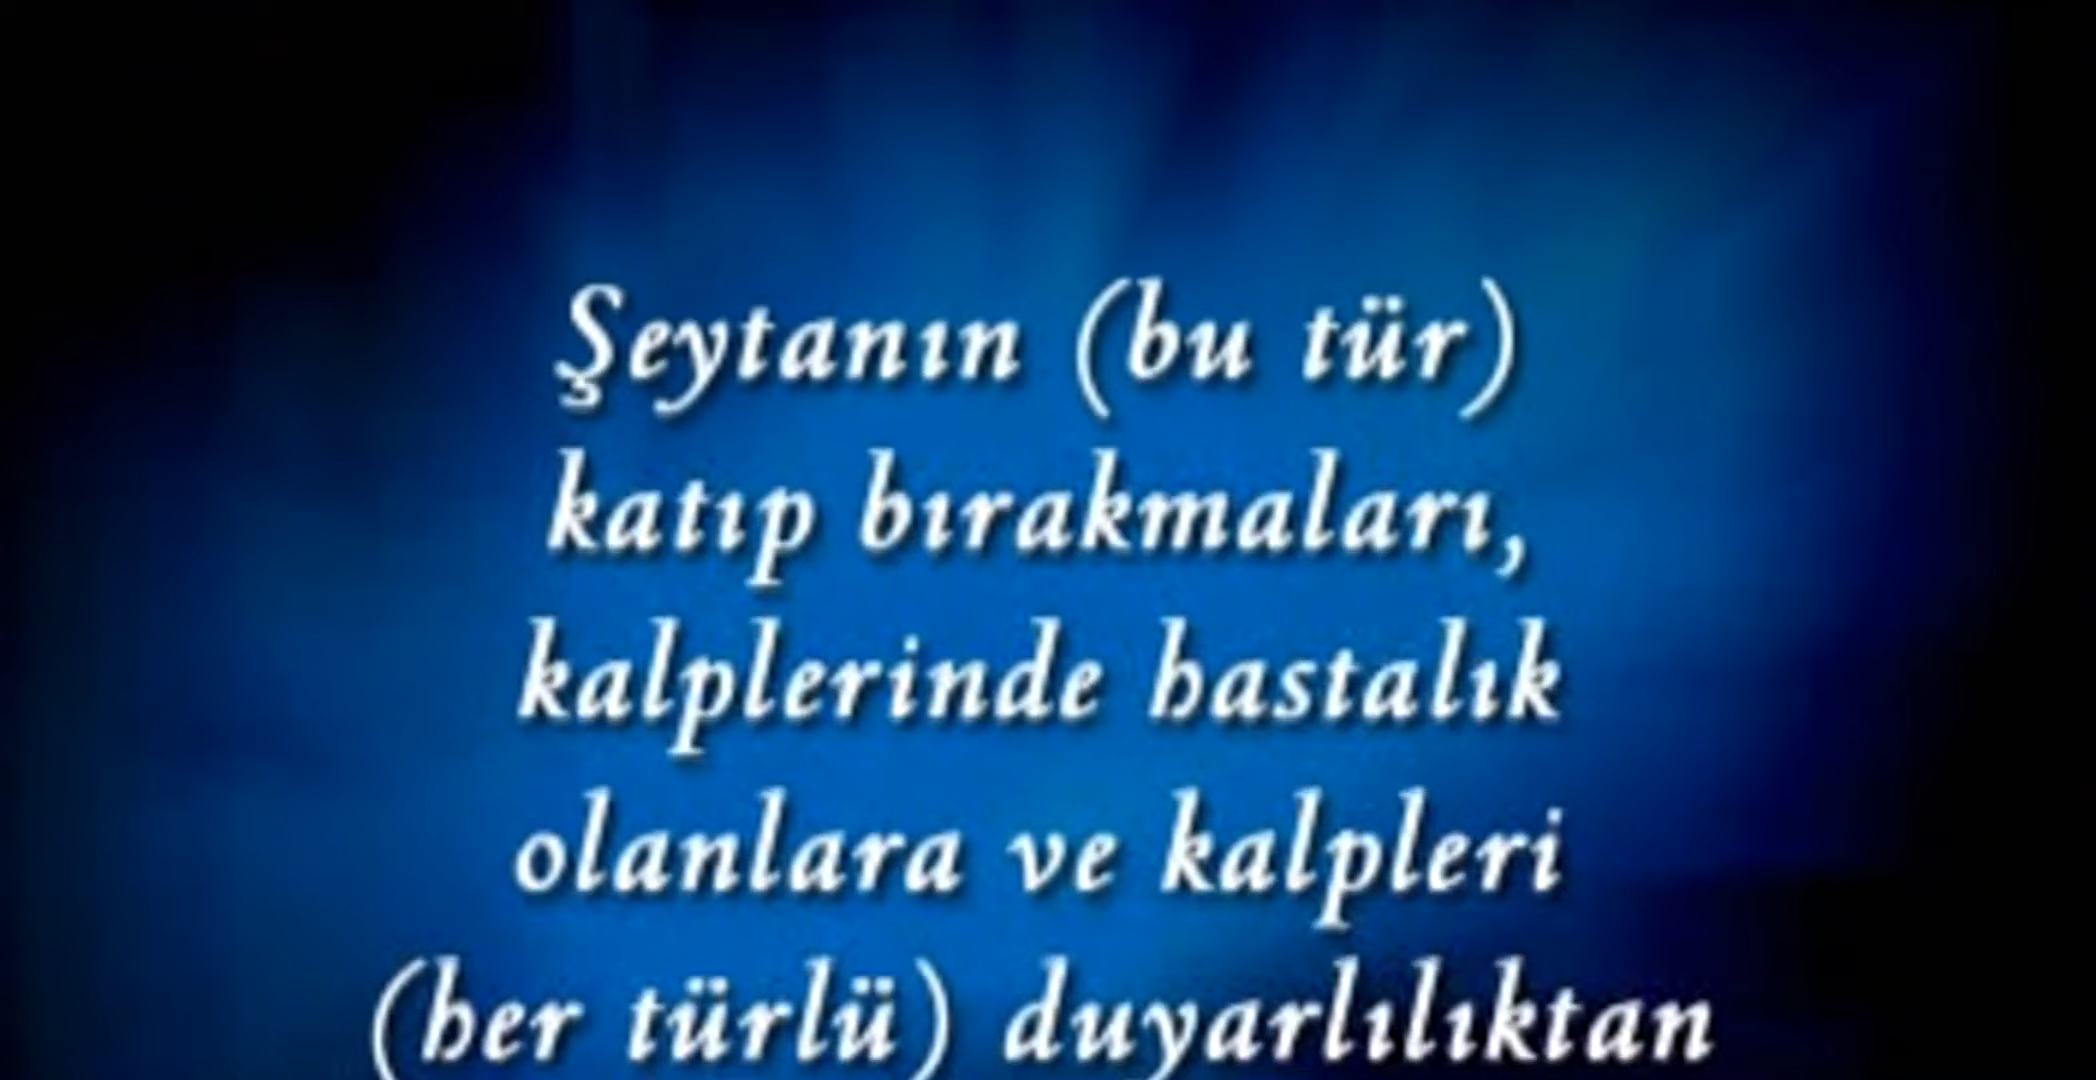 Şeytanın (bu tür)
katıp bırakmaları,
kalplerinde hastalık
olanlara ve kalpleri
(her türlü) duyarlılıktan